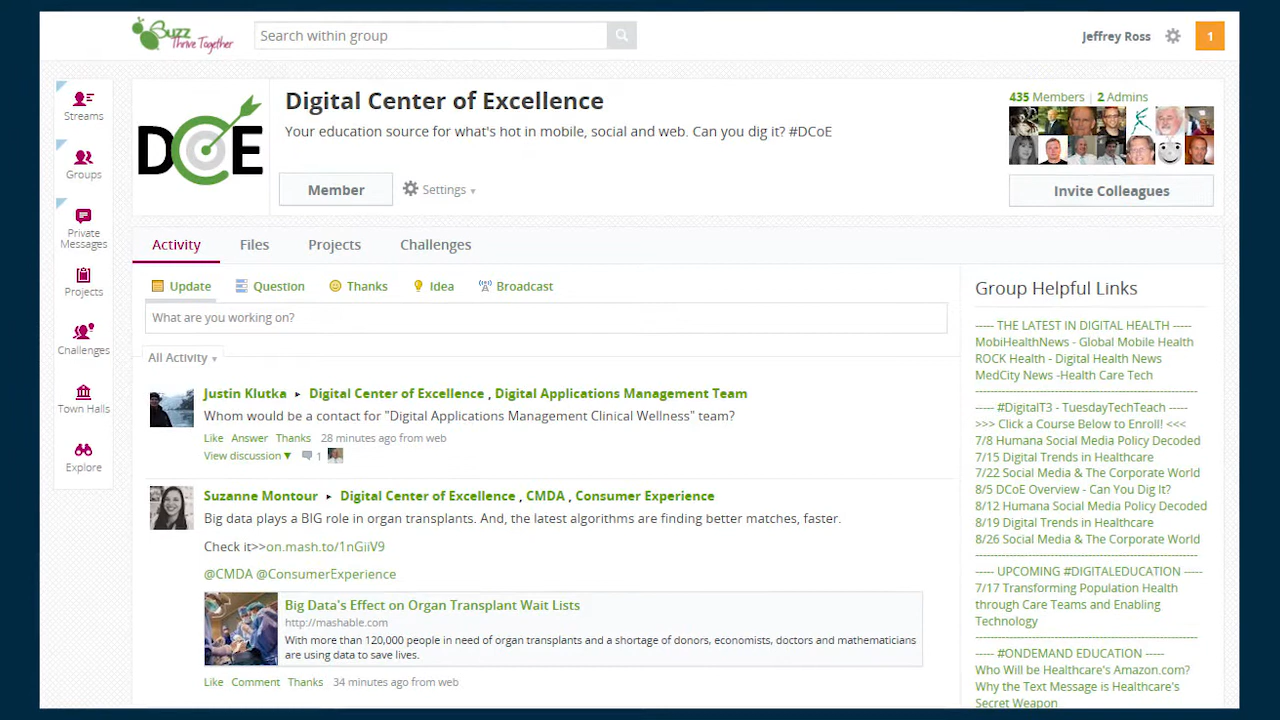 Buzz
Thrive Together
Search within group
Jeffrey Ross
1
Streams
Groups
Private
Messages
Projects
Challenges
Town Halls
Explore
DCE
Digital Center of Excellence
Your education source for what's hot in mobile, social and web. Can you dig it? #DCoE
Member
Settings
435 Members | 2 Admins
Invite Colleagues
Activity
Files
Projects
Challenges
Update
Question
Thanks
Idea
Broadcast
What are you working on?
All Activity
Justin Klutka ▸ Digital Center of Excellence , Digital Applications Management Team
Whom would be a contact for "Digital Applications Management Clinical Wellness" team?
Like Answer Thanks 28 minutes ago from web
View discussion ▼ 1
Suzanne Montour ▸ Digital Center of Excellence , CMDA , Consumer Experience
Big data plays a BIG role in organ transplants. And, the latest algorithms are finding better matches, faster.
Check it>>on.mash.to/1nGiiV9
@CMDA @ConsumerExperience
Big Data's Effect on Organ Transplant Wait Lists
http://mashable.com
With more than 120,000 people in need of organ transplants and a shortage of donors, economists, doctors and mathematicians
are using data to save lives.
Like Comment Thanks 34 minutes ago from web
Group Helpful Links
----- THE LATEST IN DIGITAL HEALTH -----
MobiHealthNews - Global Mobile Health
ROCK Health - Digital Health News
MedCity News -Health Care Tech
----- #DigitalT3 - TuesdayTechTeach -----
>>> Click a Course Below to Enroll! <<<
7/8 Humana Social Media Policy Decoded
7/15 Digital Trends in Healthcare
7/22 Social Media & The Corporate World
8/5 DCoE Overview - Can You Dig It?
8/12 Humana Social Media Policy Decoded
8/19 Digital Trends in Healthcare
8/26 Social Media & The Corporate World
----- UPCOMING #DIGITALEDUCATION -----
7/17 Transforming Population Health
through Care Teams and Enabling
Technology
----- #ONDEMAND EDUCATION -----
Who Will be Healthcare's Amazon.com?
Why the Text Message is Healthcare's
Secret Weapon